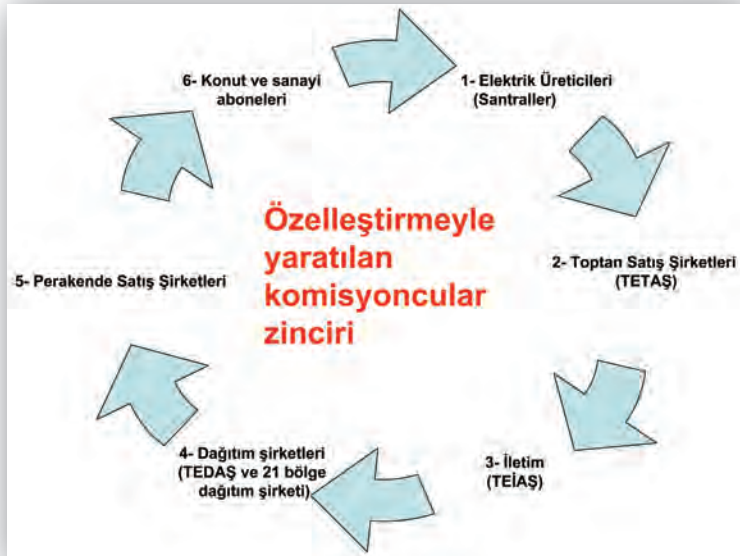 6- Konut ve sanayi
aboneleri
1- Elektrik Üreticileri
(Santraller)
Özelleştirmeyle
yaratılan
komisyoncular
zinciri
2- Toptan Satış Şirketleri
(TETAŞ)
3- İletim
(TEİAŞ)
4- Dağıtım şirketleri
(TEDAŞ ve 21 bölge
dağıtım şirketi)
5- Perakende Satış Şirketleri